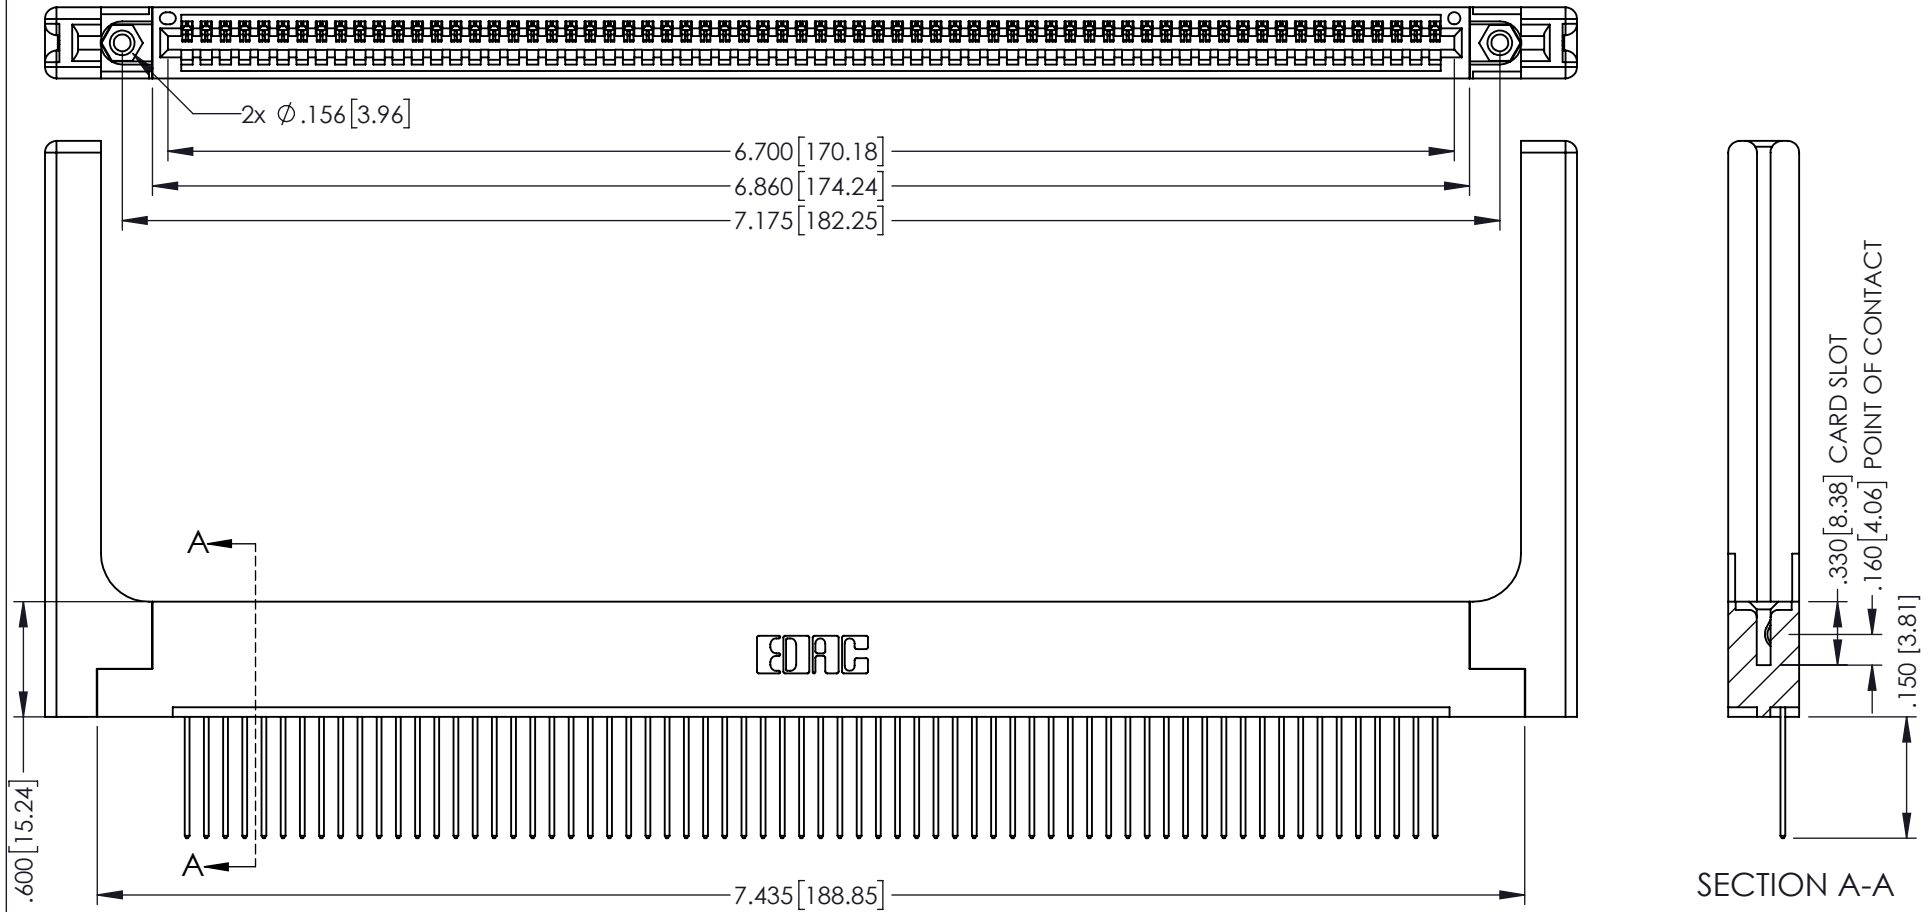 2x Ø.156[3.96]
6.700[170.18]
6.860[174.24]
7.175[182.25]
.330[8.38] CARD SLOT
.160[4.06] POINT OF CONTACT
.150 [3.81]
A
EDAC
A
.600[15.24]
7.435[188.85]
SECTION A-A